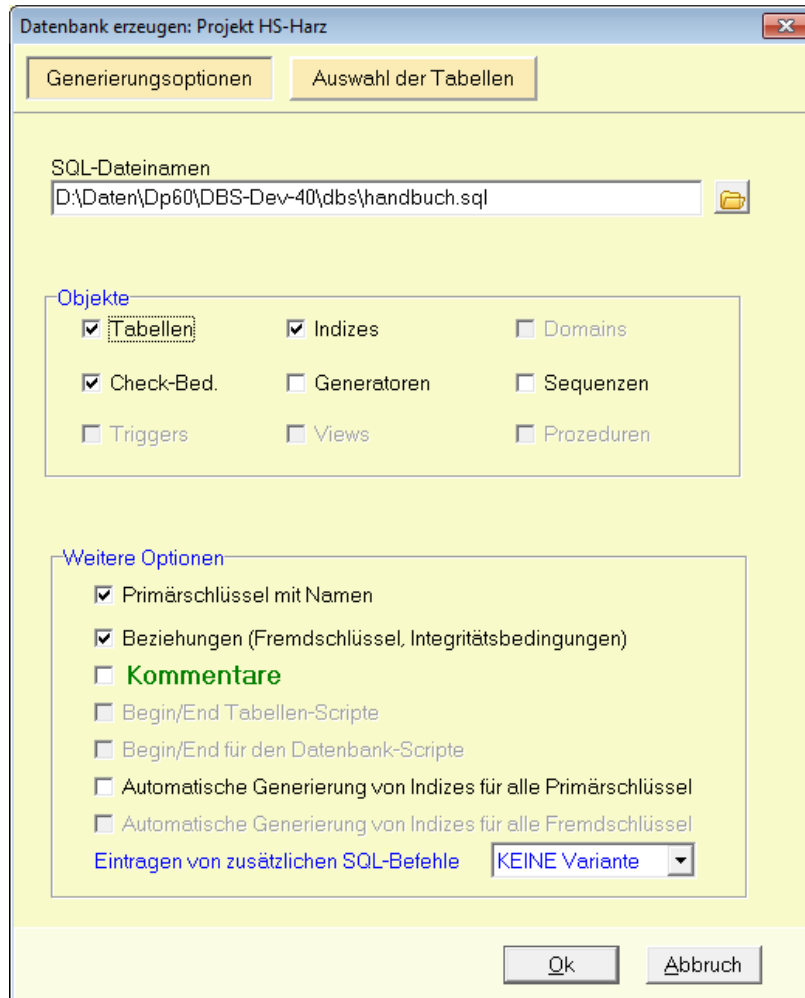 Datenbank erzeugen: Projekt HS-Harz
Generierungsoptionen Auswahl der Tabellen
SQL-Dateinamen
D:\Daten\Dp60\DBS-Dev-40\dbs\handbuch.sql
Objekte
Tabellen Indizes Domains
Check-Bed. Generatoren Sequenzen
Triggers Views Prozeduren
Weitere Optionen
Primärschlüssel mit Namen
Beziehungen (Fremdschlüssel, Integritätsbedingungen)
Kommentare
Begin/End Tabellen-Scripte
Begin/End für den Datenbank-Scripte
Automatische Generierung von Indizes für alle Primärschlüssel
Automatische Generierung von Indizes für alle Fremdschlüssel
Eintragen von zusätzlichen SQL-Befehle KEINE Variante
Ok Abbruch